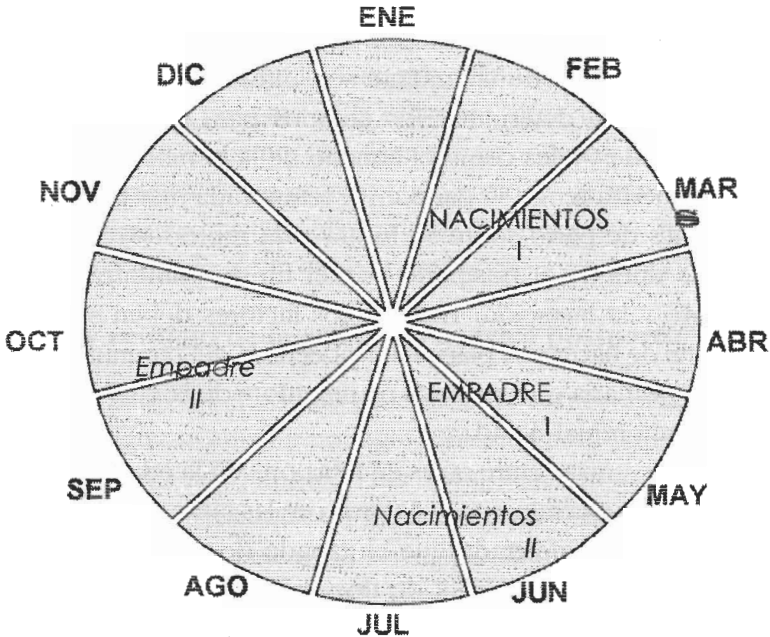 ENE
DIC
FEB
NOV
MAR
NACIMIENTOS
I
OCT
ABR
Empadre
II
EMPADRE
I
SEP
MAY
Nacimientos
II
AGO
JUN
JUL